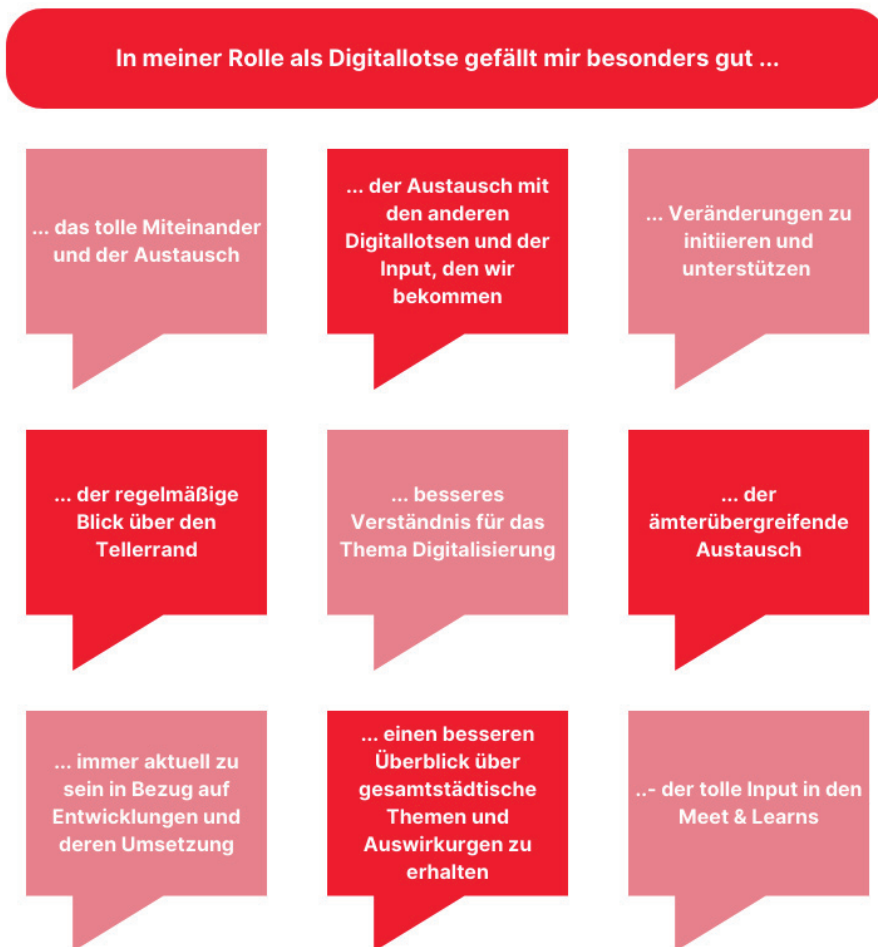 In meiner Rolle als Digitallotse gefällt mir besonders gut ...
... das tolle Miteinander
und der Austausch
... der Austausch mit
den anderen
Digitallotsen und der
Input, den wir
bekommen
... Veränderungen zu
initiieren und
unterstützen
... der regelmäßige
Blick über den
Tellerrand
... besseres
Verständnis für das
Thema Digitalisierung
... der
ämterübergreifende
Austausch
... immer aktuell zu
sein in Bezug auf
Entwicklungen und
deren Umsetzung
... einen besseren
Überblick über
gesamtstädtische
Themen und
Auswirkurgen zu
erhalten
..- der tolle Input in den
Meet & Learns